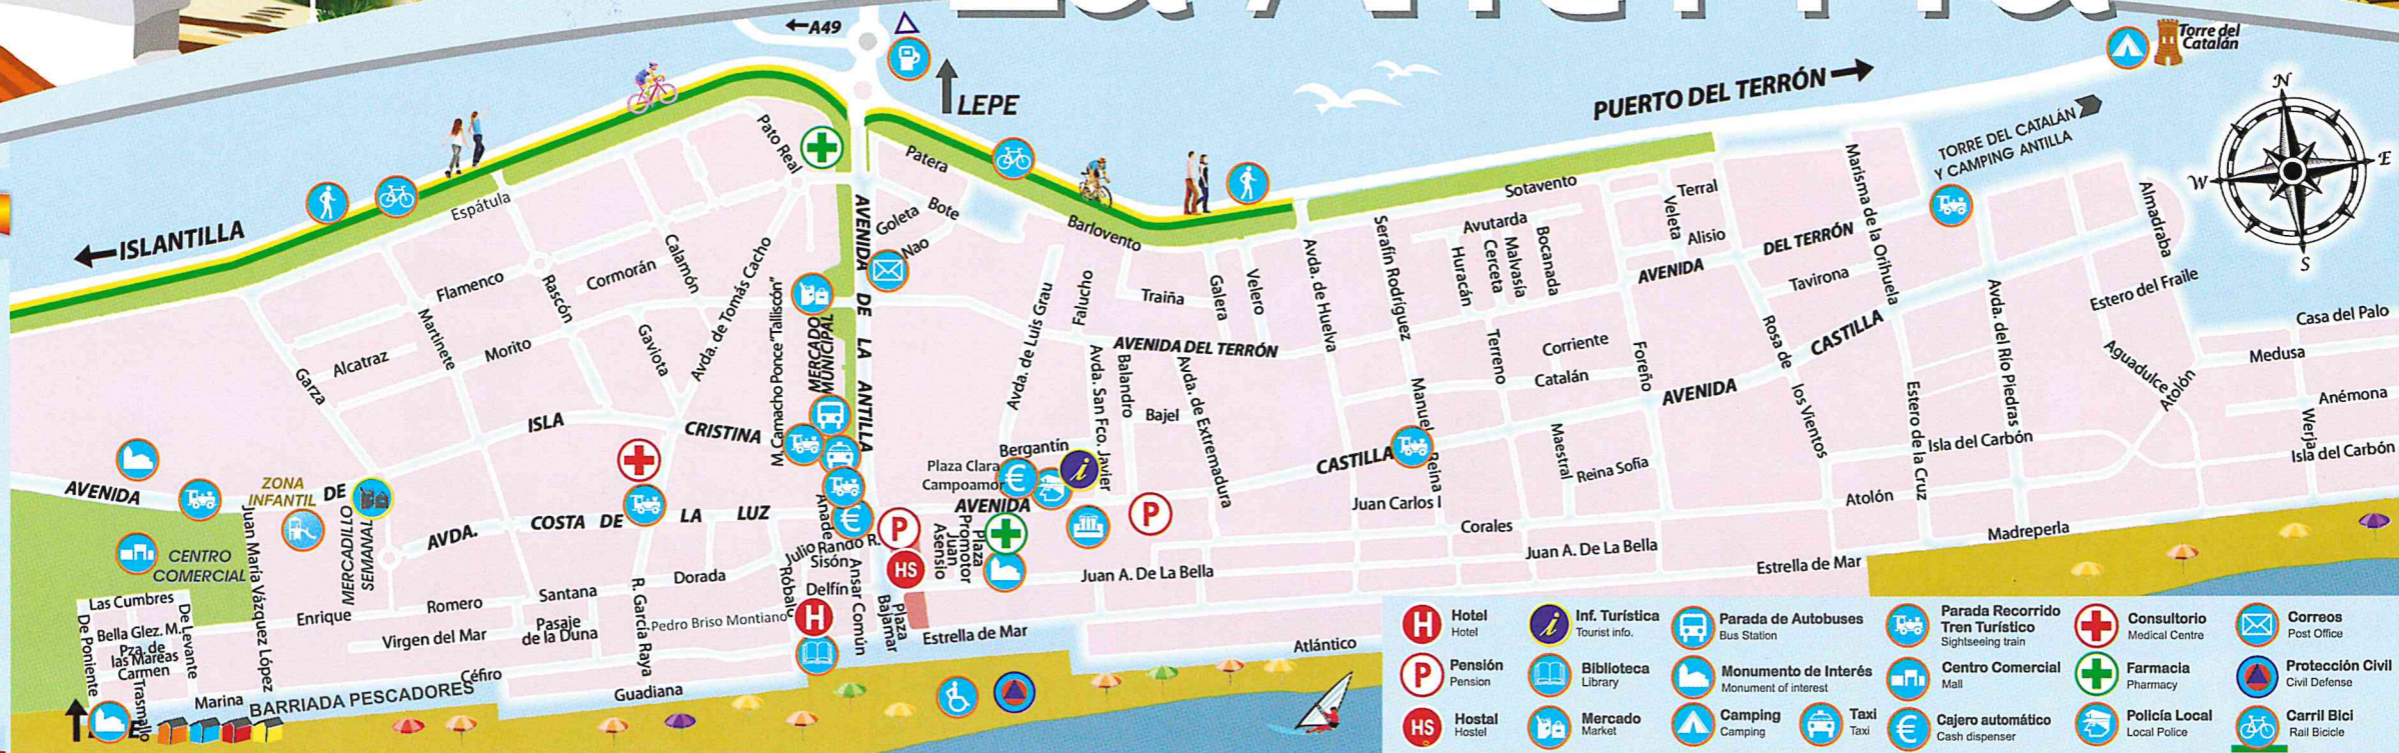 La Antilla
←A49
LEPE
PUERTO DEL TERRÓN
Torre del
Catalán
TORRE DEL CATALÁN
Y CAMPING ANTILLA
N
E
S
W
ISLANTILLA
Espátula
Pato Real
Patera
Bote
Goleta
Nao
Barlovento
Sotavento
Terral
Veleta
Alisio
Avutarda
Huracán
Cerceta
Malvasía
Bocanada
Marisma de la Orihuela
Almadraba
AVENIDA
DEL TERRÓN
Tavirona
Estero del Fraile
Casa del Palo
Medusa
Anémona
Werja
Isla del Carbón
Flamenco
Cormorán
Calamón
Rascón
Martinete
Morito
Gaviota
Alcatraz
Garza
Avda. de Tomás Cacho
M. Camacho Ponce "Talliscón"
MERCADO
MUNICIPAL
AVENIDA DE LA ANTILLA
Avda. de Luis Grau
Falucho
Traiña
Galera
Velero
Avda. de Huelva
Serafín Rodríguez
AVENIDA DEL TERRÓN
Avda. San Fco. Javier
Balandro
Bajel
Avda. de Extremadura
Terreno
Corriente
Catalán
Foreño
Rosa de los Vientos
AVENIDA
CASTILLA
Avda. del Río Piedras
Aguadulce
Atolón
Estero de la Cruz
Isla del Carbón
Atolón
Manuel Reina
Maestral
Reina Sofía
CASTILLA
Juan Carlos I
Corales
Juan A. De La Bella
Estrella de Mar
Madreperla
Bergantín
Plaza Clara
Campoamor
AVENIDA
Plaza
Promotor
Juan
Asensio
Juan A. De La Bella
Estrella de Mar
Atlántico
AVENIDA
DE
ISLA
CRISTINA
ZONA
INFANTIL
MERCADILLO
SEMANAL
AVDA. COSTA DE LA LUZ
CENTRO
COMERCIAL
Juan María Vázquez López
Las Cumbres
De Poniente
De Levante
Bella Glez. M.
Pza. de
las Mareas
Carmen
Trasmallo
Marina
BARRIADA PESCADORES
Enrique
Romero
Santana
Virgen del Mar
Pasaje
de la Duna
Céfiro
Guadiana
R. García Raya
Dorada
Pedro Briso Montiano
Julio Rando R.
Sisón
Delfín
Róbalo
Anade
Ansar Común
Plaza
Bajamar
P
HS
H
P
Hotel
Hotel
Pensión
Pension
Hostal
Hostel
Inf. Turística
Tourist info.
Biblioteca
Library
Mercado
Market
Parada de Autobuses
Bus Station
Monumento de Interés
Monument of interest
Camping
Camping
Taxi
Taxi
Parada Recorrido
Tren Turístico
Sightseeing train
Centro Comercial
Mall
Cajero automático
Cash dispenser
Consultorio
Medical Centre
Farmacia
Pharmacy
Policía Local
Local Police
Correos
Post Office
Protección Civil
Civil Defense
Carril Bici
Rail Bicicle